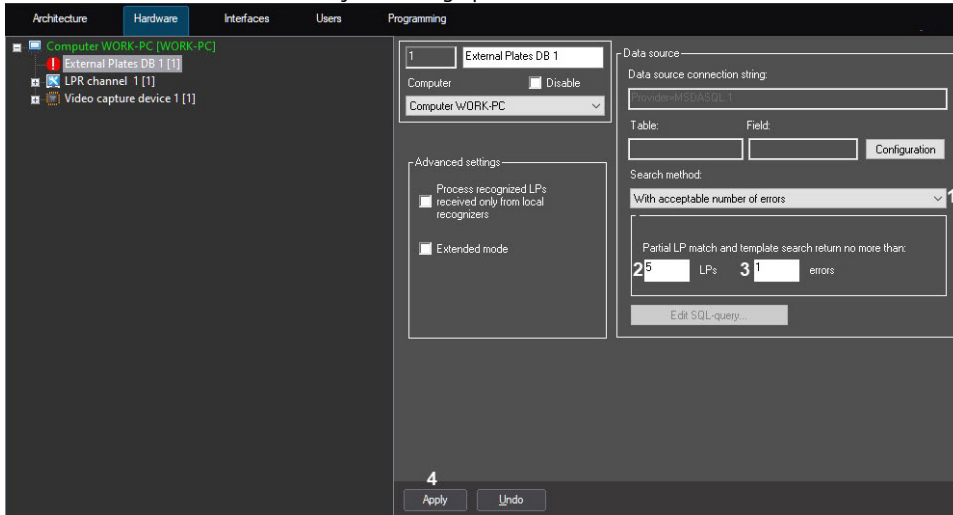 Architecture Hardware Interfaces Users Programming
Computer WORK-PC [WORK-PC]
External Plates DB 1 [1]
LPR channel 1 [1]
Video capture device 1 [1]
1 External Plates DB 1
Computer Disable
Computer WORK-PC
Advanced settings
Process recognized LPs
received only from local
recognizers
Extended mode
Data source
Data source connection string:
Provider=MSDASQL.1
Table: Field:
Configuration
Search method:
With acceptable number of errors 1
Partial LP match and template search return no more than:
2 5 LPs 3 1 errors
Edit SQL-query...
4
Apply Undo